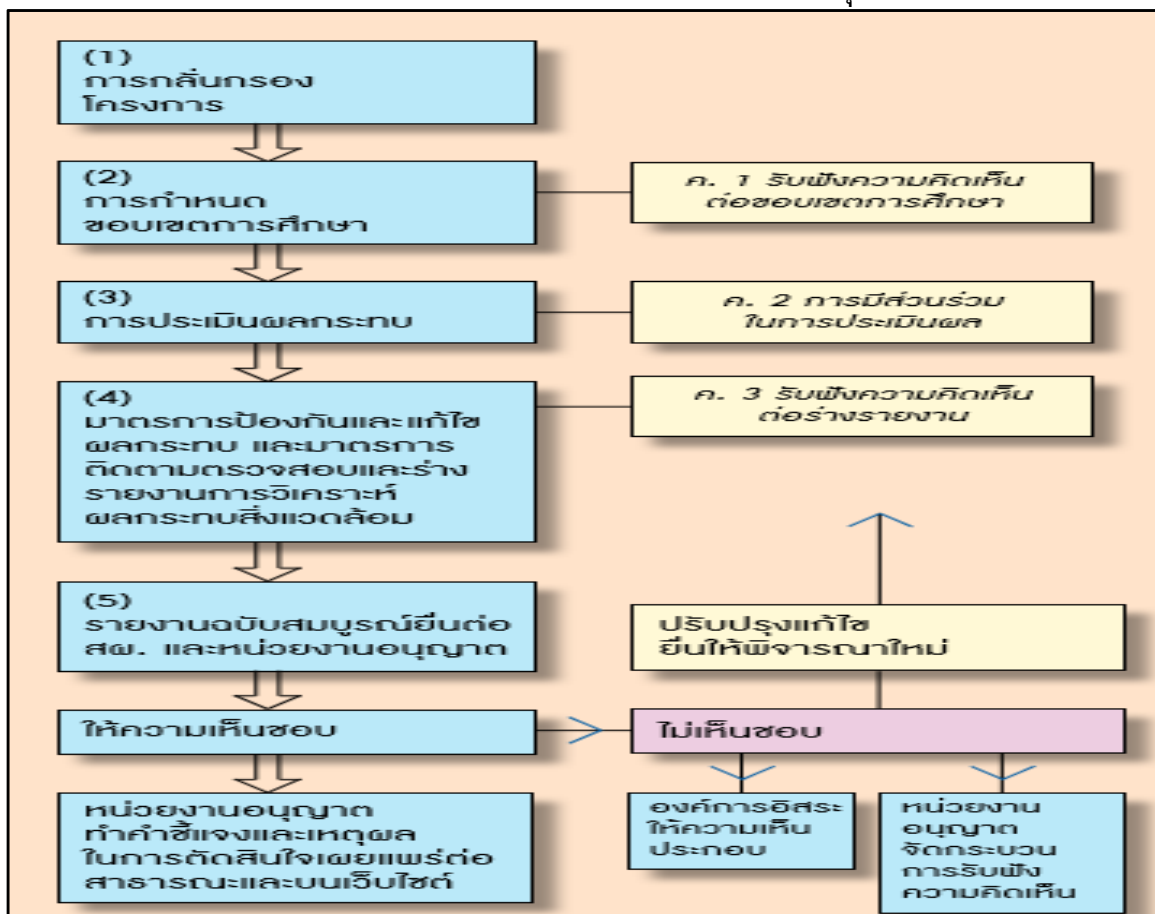 (1)
การกลั่นกรอง
โครงการ
(2)
การกำหนด
ขอบเขตการศึกษา
ค. 1 รับฟังความคิดเห็น
ต่อขอบเขตการศึกษา
(3)
การประเมินผลกระทบ
ค. 2 การมีส่วนร่วม
ในการประเมินผล
(4)
มาตรการป้องกันและแก้ไข
ผลกระทบ และมาตรการ
ติดตามตรวจสอบและร่าง
รายงานการวิเคราะห์
ผลกระทบสิ่งแวดล้อม
ค. 3 รับฟังความคิดเห็น
ต่อร่างรายงาน
(5)
รายงานฉบับสมบูรณ์ยื่นต่อ
สผ. และหน่วยงานอนุญาต
ปรับปรุงแก้ไข
ยื่นให้พิจารณาใหม่
ให้ความเห็นชอบ
ไม่เห็นชอบ
หน่วยงานอนุญาต
ทำคำชี้แจงและเหตุผล
ในการตัดสินใจเผยแพร่ต่อ
สาธารณะและบนเว็บไซต์
องค์การอิสระ
ให้ความเห็น
ประกอบ
หน่วยงาน
อนุญาต
จัดกระบวน
การรับฟัง
ความคิดเห็น